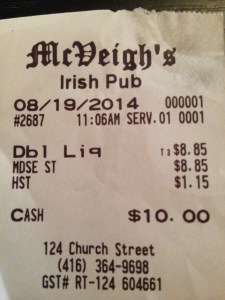 McVeigh's
Irish Pub
08/19/2014 000001
#2687 11:06AM SERV.01 0001
Dbl Liq T3 $8.85
MDSE ST $8.85
HST $1.15
CASH $10.00
124 Church Street
(416) 364-9698
GST# RT-124 604661